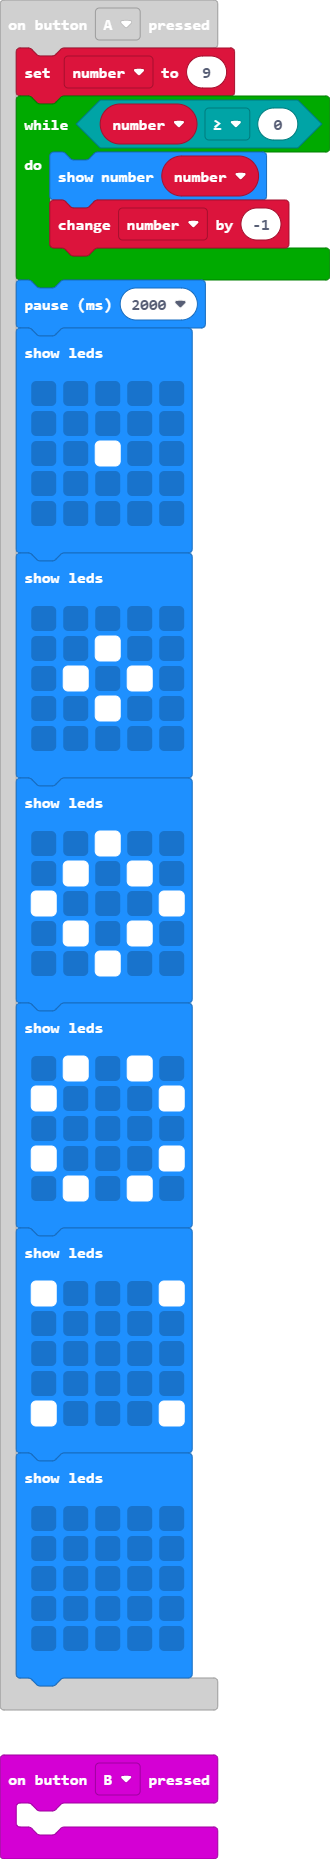 on button A pressed
set number to 9
while number ≥ 0
do
show number number
change number by -1
pause (ms) 2000
show leds
show leds
show leds
show leds
show leds
show leds
on button B pressed